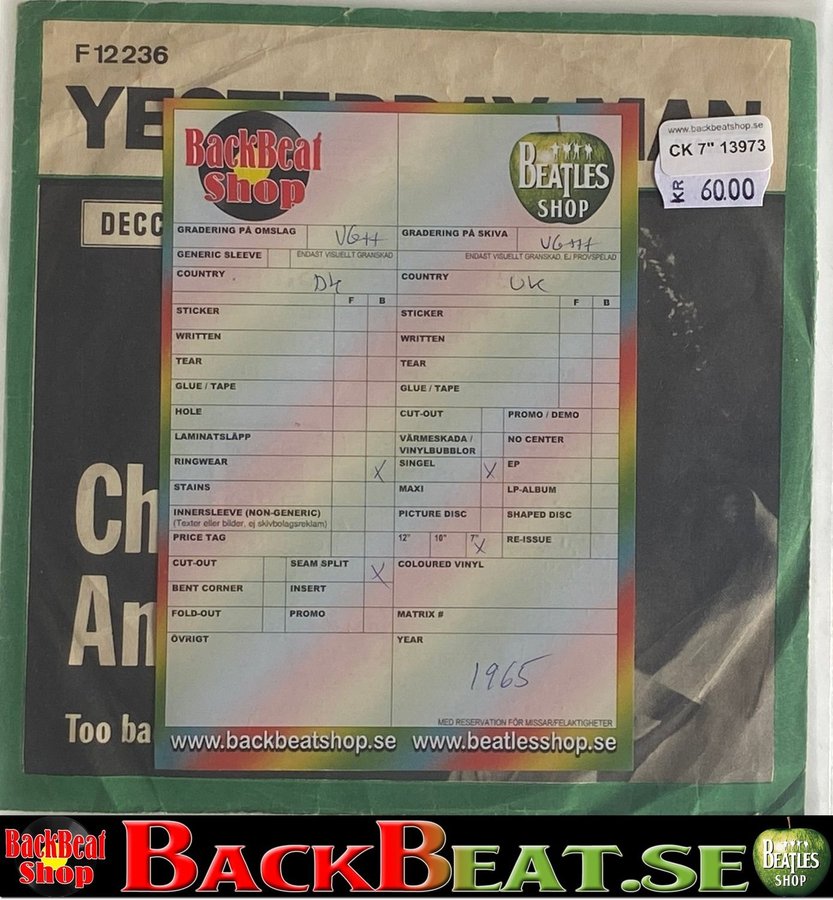 F 12 236
YESTERDAY MAN
www.backbeatshop.se
CK 7" 13973
KR 60.00
DECC
BackBeat
Shop
BEATLES
SHOP
GRADERING PÅ OMSLAG VG++
GRADERING PÅ SKIVA VG+++
GENERIC SLEEVE ENDAST VISUELLT GRANSKAD
ENDAST VISUELLT GRANSKAD, EJ PROVSPELAD
COUNTRY DK
COUNTRY UK
F B
F B
STICKER
STICKER
WRITTEN
WRITTEN
TEAR
TEAR
GLUE / TAPE
GLUE / TAPE
HOLE
CUT-OUT PROMO / DEMO
LAMINATSLÄPP
VÄRMESKADA /
VINYLBUBBLOR
NO CENTER
RINGWEAR X
SINGEL X EP
STAINS
MAXI LP-ALBUM
INNERSLEEVE (NON-GENERIC)
(Texter eller bilder, ej skivbolagsreklam)
PICTURE DISC SHAPED DISC
PRICE TAG
12" 10" 7" X RE-ISSUE
CUT-OUT SEAM SPLIT X
COLOURED VINYL
BENT CORNER INSERT
FOLD-OUT PROMO
MATRIX #
ÖVRIGT
YEAR
1965
MED RESERVATION FÖR MISSAR/FELAKTIGHETER
www.backbeatshop.se www.beatlesshop.se
Ch
An
Too ba
BackBeat
Shop
BACKBEAT.SE
BEATLES
SHOP